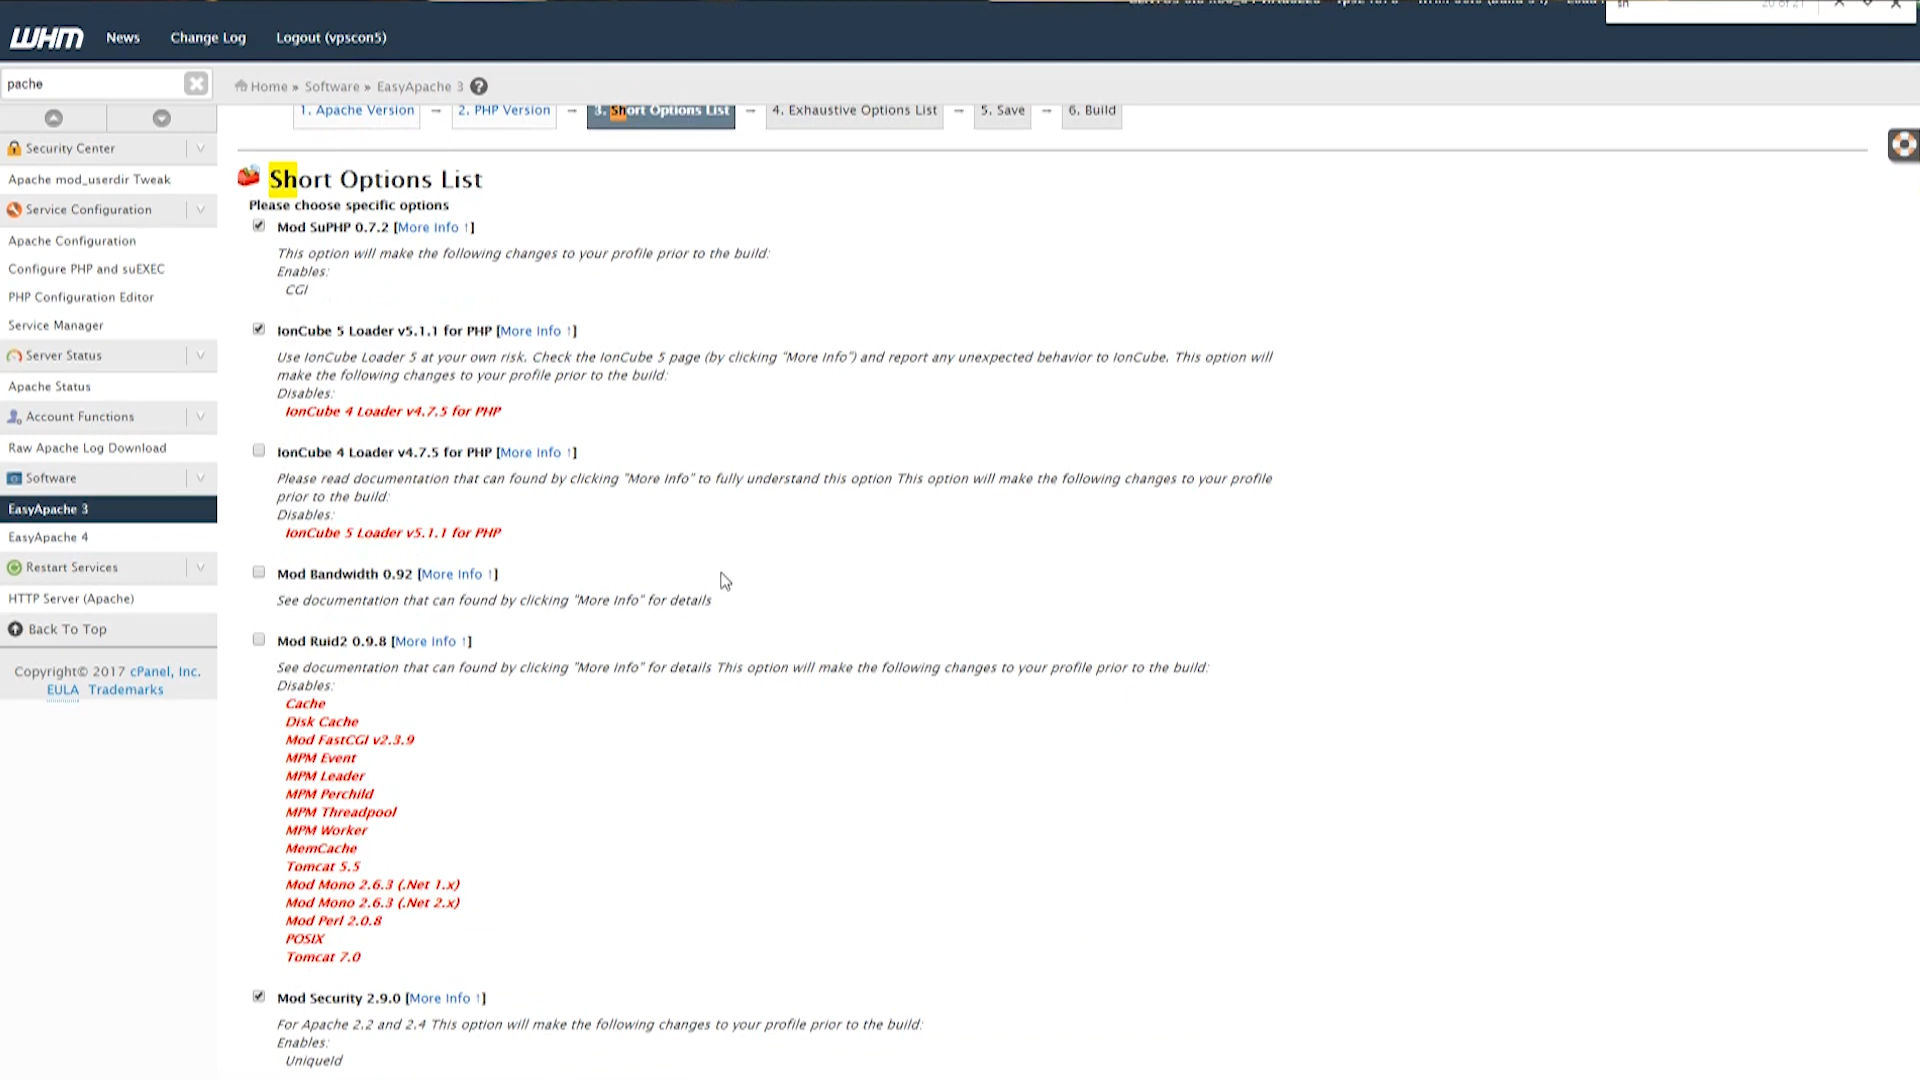 sh
20 of 21
WHM
News
Change Log
Logout (vpscon5)
pache
Home » Software » EasyApache 3
1. Apache Version
2. PHP Version
3. Short Options List
4. Exhaustive Options List
5. Save
6. Build
Security Center
Apache mod_userdir Tweak
Service Configuration
Apache Configuration
Configure PHP and suEXEC
PHP Configuration Editor
Service Manager
Server Status
Apache Status
Account Functions
Raw Apache Log Download
Software
EasyApache 3
EasyApache 4
Restart Services
HTTP Server (Apache)
Back To Top
Copyright© 2017 cPanel, Inc.
EULA Trademarks
Short Options List
Please choose specific options
Mod SuPHP 0.7.2 [More Info ↑]
This option will make the following changes to your profile prior to the build:
Enables:
CGI
IonCube 5 Loader v5.1.1 for PHP [More Info ↑]
Use IonCube Loader 5 at your own risk. Check the IonCube 5 page (by clicking "More Info") and report any unexpected behavior to IonCube. This option will
make the following changes to your profile prior to the build:
Disables:
IonCube 4 Loader v4.7.5 for PHP
IonCube 4 Loader v4.7.5 for PHP [More Info ↑]
Please read documentation that can found by clicking "More Info" to fully understand this option This option will make the following changes to your profile
prior to the build:
Disables:
IonCube 5 Loader v5.1.1 for PHP
Mod Bandwidth 0.92 [More Info ↑]
See documentation that can found by clicking "More Info" for details
Mod Ruid2 0.9.8 [More Info ↑]
See documentation that can found by clicking "More Info" for details This option will make the following changes to your profile prior to the build:
Disables:
Cache
Disk Cache
Mod FastCGI v2.3.9
MPM Event
MPM Leader
MPM Perchild
MPM Threadpool
MPM Worker
MemCache
Tomcat 5.5
Mod Mono 2.6.3 (.Net 1.x)
Mod Mono 2.6.3 (.Net 2.x)
Mod Perl 2.0.8
POSIX
Tomcat 7.0
Mod Security 2.9.0 [More Info ↑]
For Apache 2.2 and 2.4 This option will make the following changes to your profile prior to the build:
Enables:
UniqueId